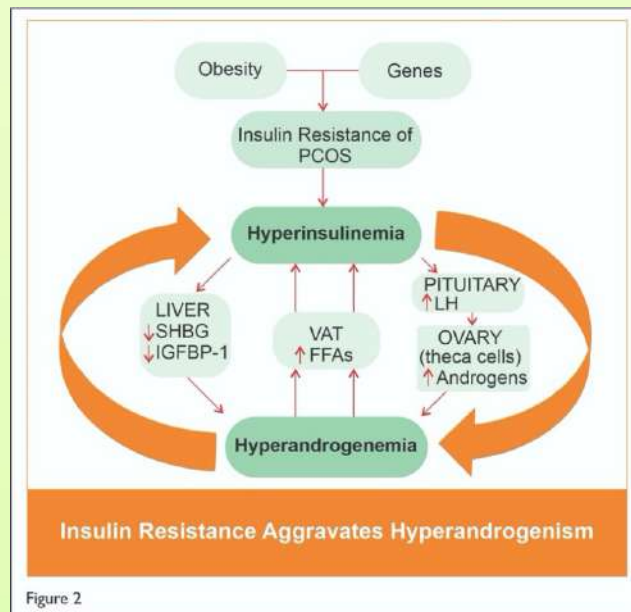 Obesity
Genes
Insulin Resistance of
PCOS
Hyperinsulinemia
LIVER
↓SHBG
↓IGFBP-1
VAT
↑ FFAs
PITUITARY
↑LH
OVARY
(theca cells)
↑ Androgens
Hyperandrogenemia
Insulin Resistance Aggravates Hyperandrogenism
Figure 2